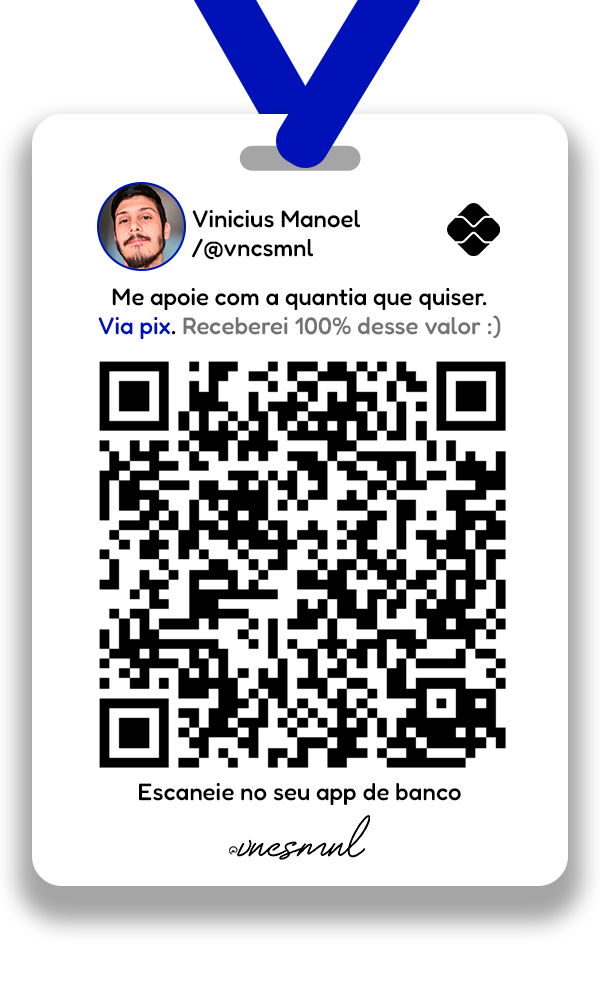 Vinicius Manoel
/@vncsmnl
Me apoie com a quantia que quiser.
Via pix. Receberei 100% desse valor :)
Escaneie no seu app de banco
@vncsmnl